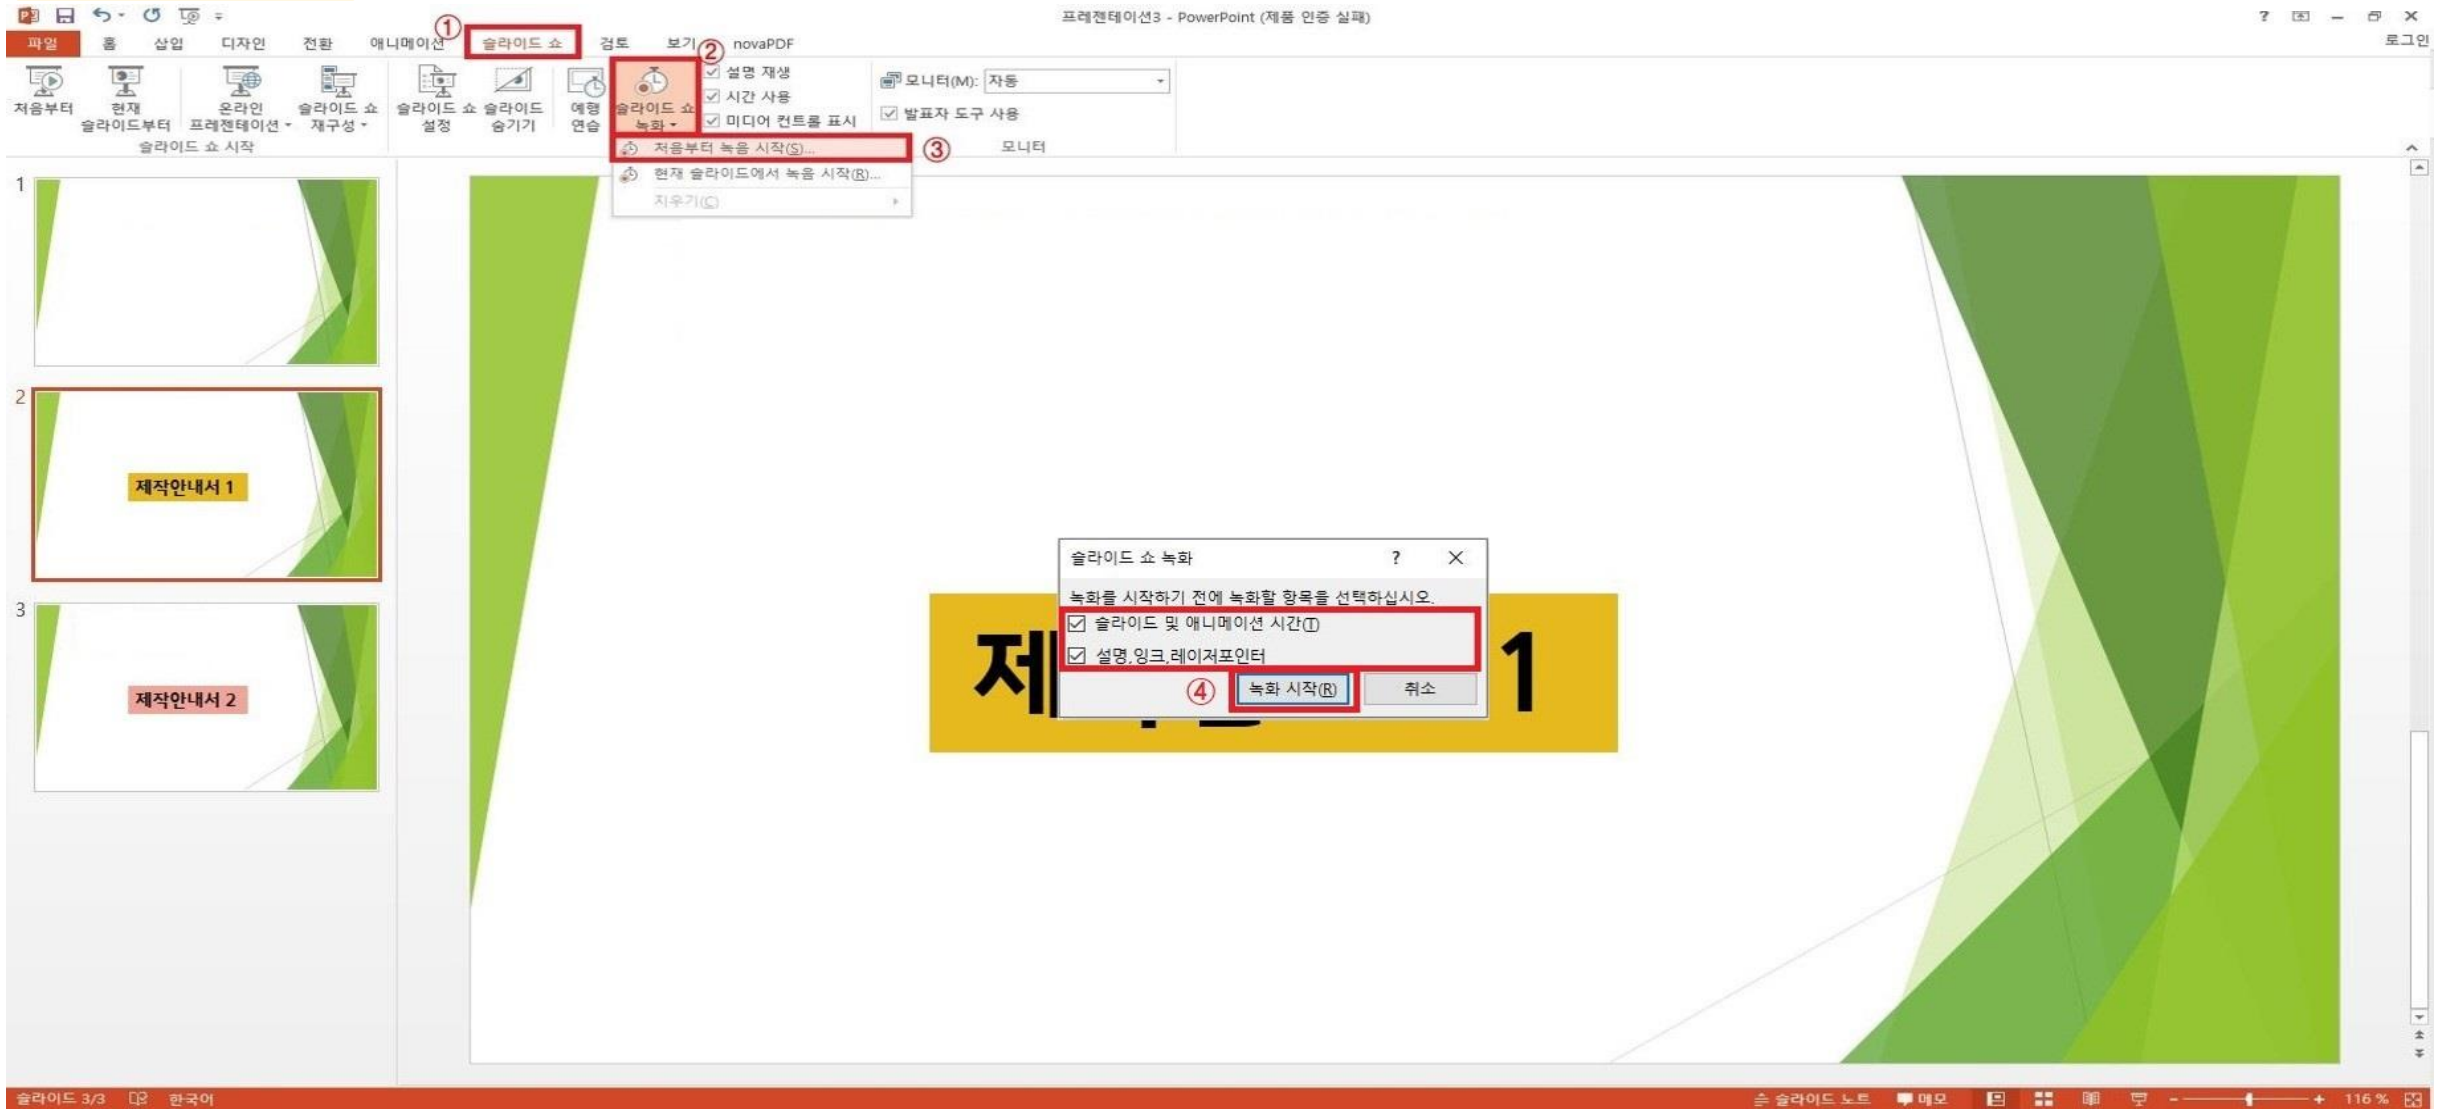 프레젠테이션3 - PowerPoint (제품 인증 실패)
?
로그인
파일 홈 삽입 디자인 전환 애니메이션 ① 슬라이드 쇼 검토 보기 novaPDF
②
처음부터
현재
슬라이드부터
온라인
프레젠테이션
슬라이드 쇼
재구성
슬라이드 쇼
설정
슬라이드
숨기기
예행
연습
슬라이드 쇼
녹화
설명 재생
시간 사용
미디어 컨트롤 표시
모니터(M): 자동
발표자 도구 사용
슬라이드 쇼 시작
모니터
처음부터 녹음 시작(S)... ③
현재 슬라이드에서 녹음 시작(R)...
지우기(C)
1
2
제작안내서 1
3
제작안내서 2
슬라이드 쇼 녹화 ?
녹화를 시작하기 전에 녹화할 항목을 선택하십시오.
슬라이드 및 애니메이션 시간(T)
설명,잉크,레이저포인터
④ 녹화 시작(R) 취소
제 1
슬라이드 3/3 한국어 슬라이드 노트 메모 116 %